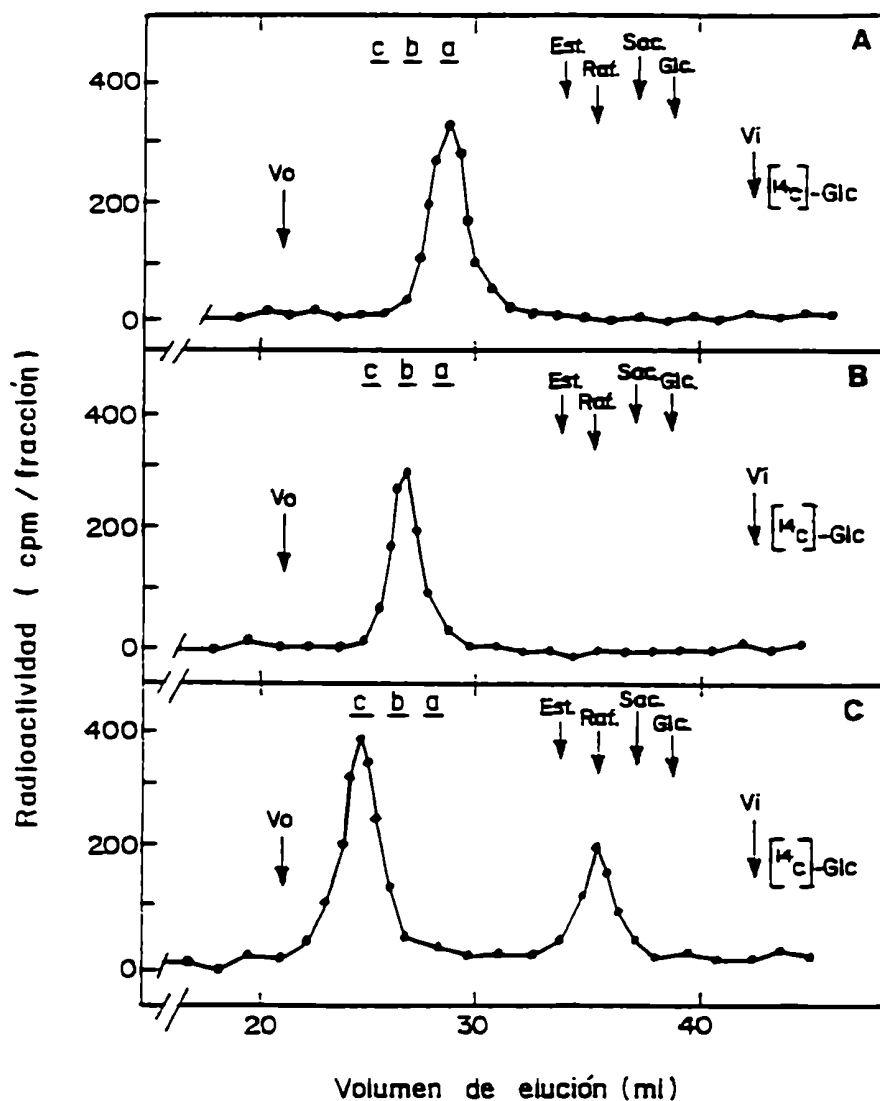 A
c b a
Est.
Raf.
Sac.
Glc.
Vo
Vi
[¹⁴C]-Glc
400
200
0
B
c b a
Est.
Raf.
Sac.
Glc.
Vo
Vi
[¹⁴C]-Glc
400
200
0
C
c b a
Est.
Raf.
Sac.
Glc.
Vo
Vi
[¹⁴C]-Glc
400
200
0
20 30 40
Radioactividad ( cpm / fracción)
Volumen de elución (ml)